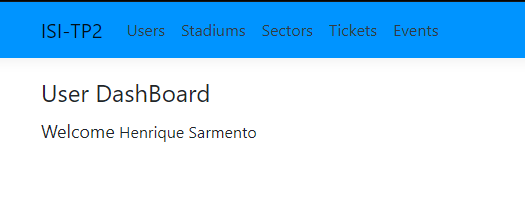 ISI-TP2 Users Stadiums Sectors Tickets Events
User DashBoard
Welcome Henrique Sarmento